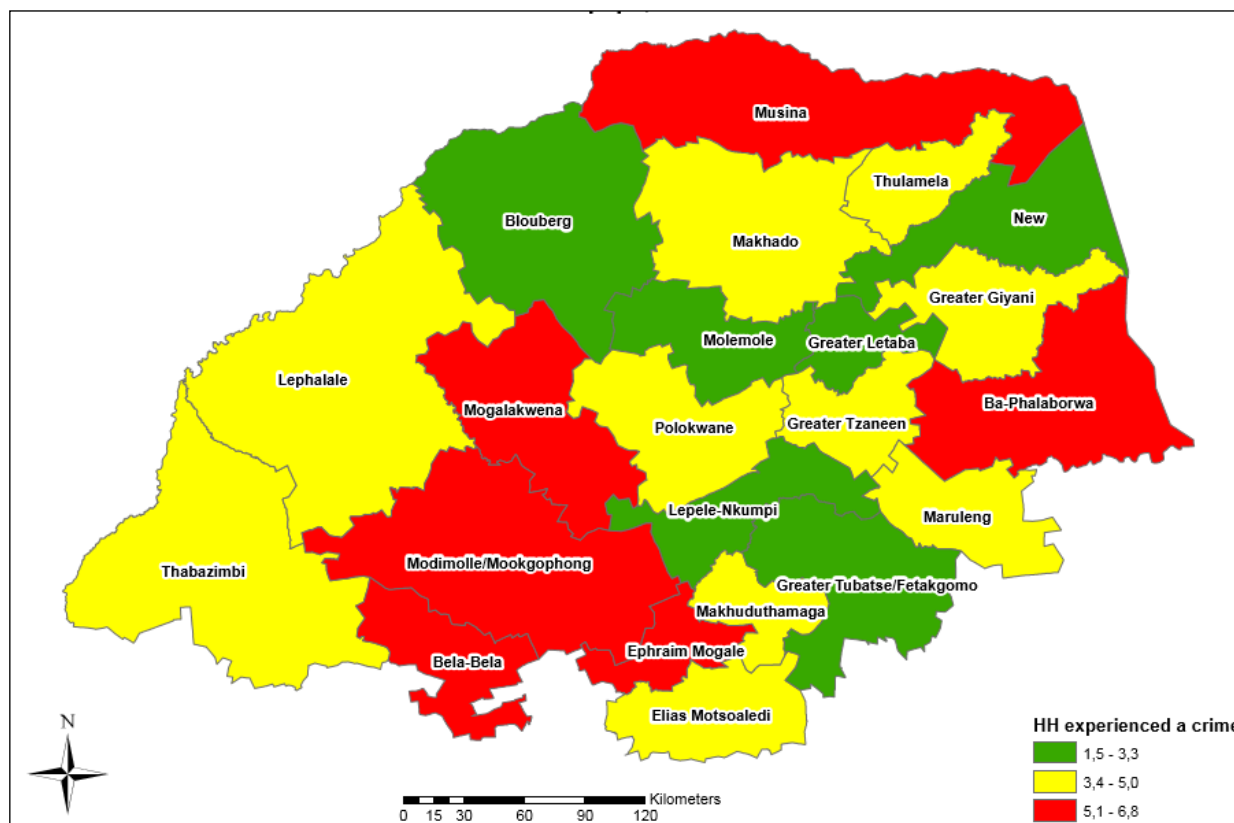 Musina
Thulamela
Blouberg
New
Makhado
Greater Giyani
Molemole
Greater Letaba
Lephalale
Ba-Phalaborwa
Mogalakwena
Polokwane
Greater Tzaneen
Lepele-Nkumpi
Maruleng
Modimolle/Mookgophong
Thabazimbi
Greater Tubatse/Fetakgomo
Makhuduthamaga
Ephraim Mogale
Bela-Bela
Elias Motsoaledi
N
HH experienced a crime
1,5 - 3,3
3,4 - 5,0
5,1 - 6,8
Kilometers
0 15 30 60 90 120